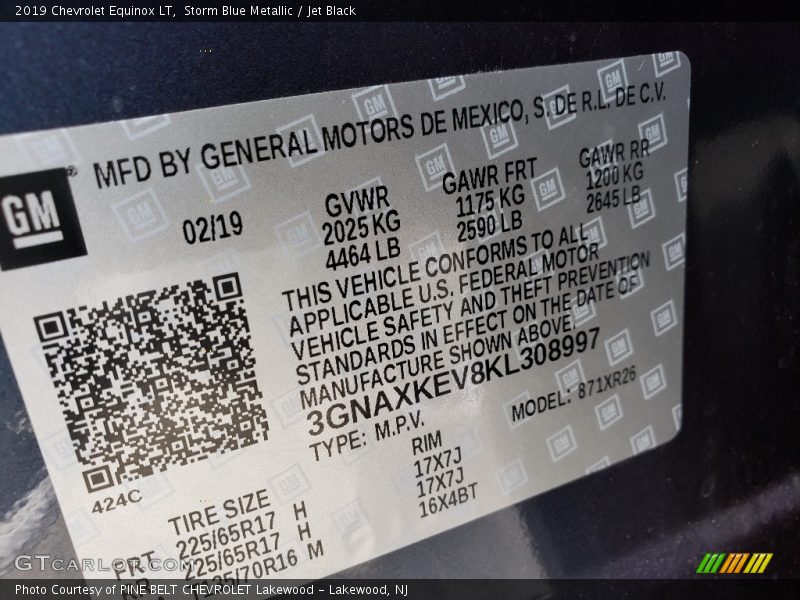 2019 Chevrolet Equinox LT, Storm Blue Metallic / Jet Black
MFD BY GENERAL MOTORS DE MEXICO, S. DE R.L. DE C.V.
GM
02/19
GVWR
2025 KG
4464 LB
GAWR FRT
1175 KG
2590 LB
GAWR RR
1200 KG
2645 LB
THIS VEHICLE CONFORMS TO ALL
APPLICABLE U.S. FEDERAL MOTOR
VEHICLE SAFETY AND THEFT PREVENTION
STANDARDS IN EFFECT ON THE DATE OF
MANUFACTURE SHOWN ABOVE.
3GNAXKEV8KL308997
TYPE: M.P.V.
MODEL: 871XR26
424C
TIRE SIZE
RIM
FRT 225/65R17 H 17X7J
225/65R17 H 17X7J
70R16 M 16X4BT
GTCarLot.com
Photo Courtesy of PINE BELT CHEVROLET Lakewood - Lakewood, NJ